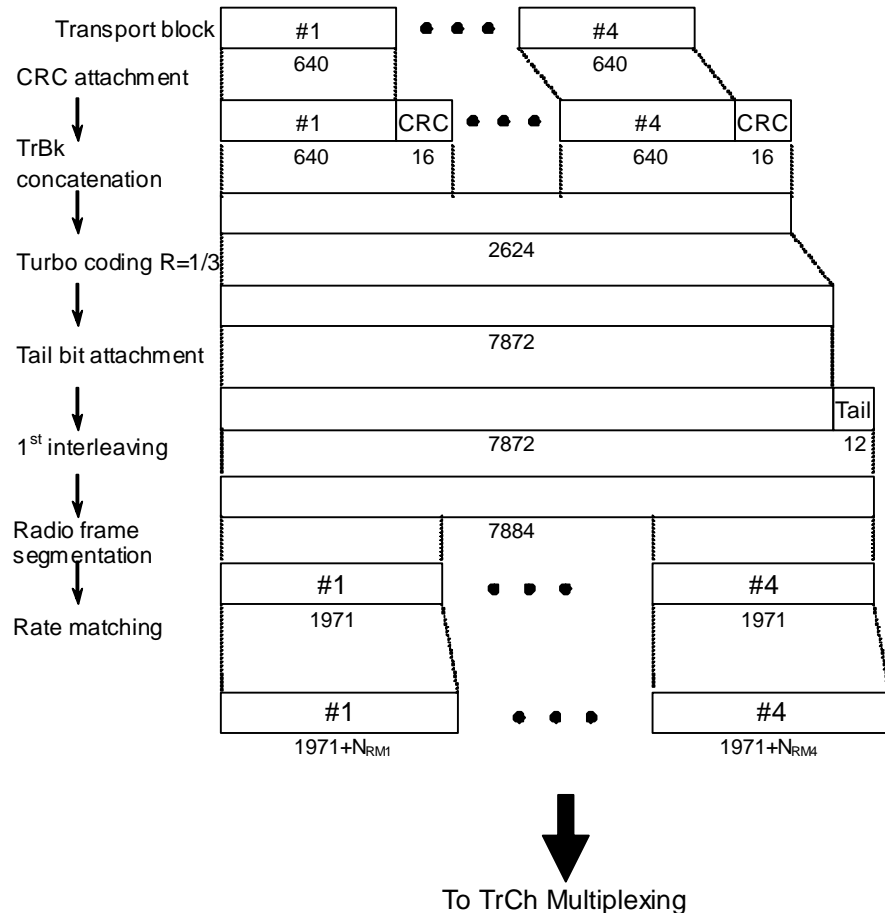 Transport block
#1
#4
640
640
CRC attachment
#1
CRC
#4
CRC
TrBk
concatenation
640
16
640
16
Turbo coding R=1/3
2624
Tail bit attachment
7872
Tail
1st interleaving
7872
12
Radio frame
segmentation
7884
#1
#4
Rate matching
1971
1971
#1
#4
1971+NRM1
1971+NRM4
To TrCh Multiplexing